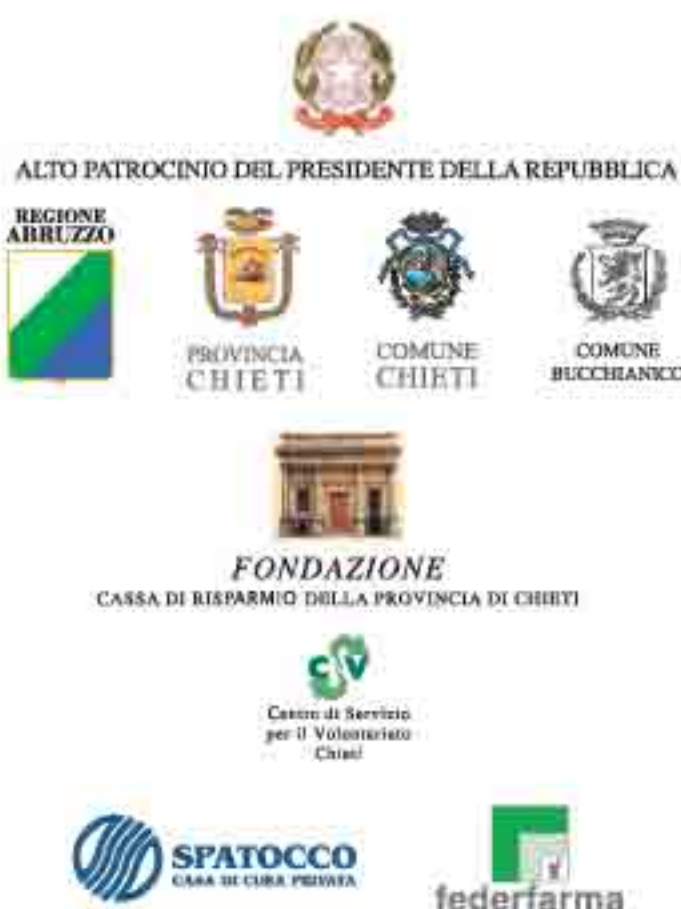 ALTO PATROCINIO DEL PRESIDENTE DELLA REPUBBLICA
REGIONE
ABRUZZO
PROVINCIA
CHIETI
COMUNE
CHIETI
COMUNE
BUCCHIANICO
FONDAZIONE
CASSA DI RISPARMIO DELLA PROVINCIA DI CHIETI
CSV
Centro di Servizio
per il Volontariato
Chieti
SPATOCCO
CASA DI CURA PRIVATA
federfarma